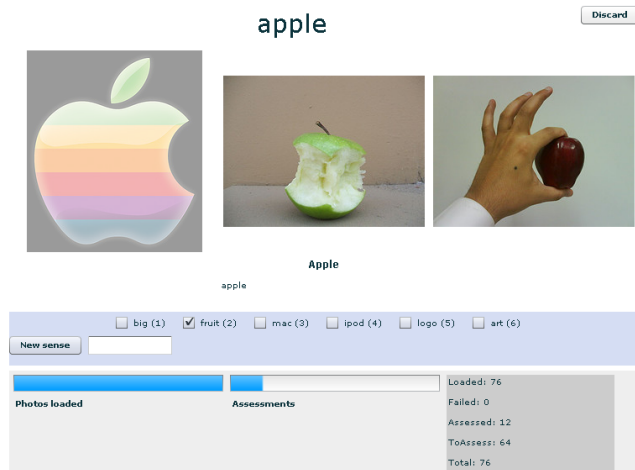 apple
Discard
Apple
apple
big (1) fruit (2) mac (3) ipod (4) logo (5) art (6)
New sense
Photos loaded
Assessments
Loaded: 76
Failed: 0
Assessed: 12
ToAssess: 64
Total: 76